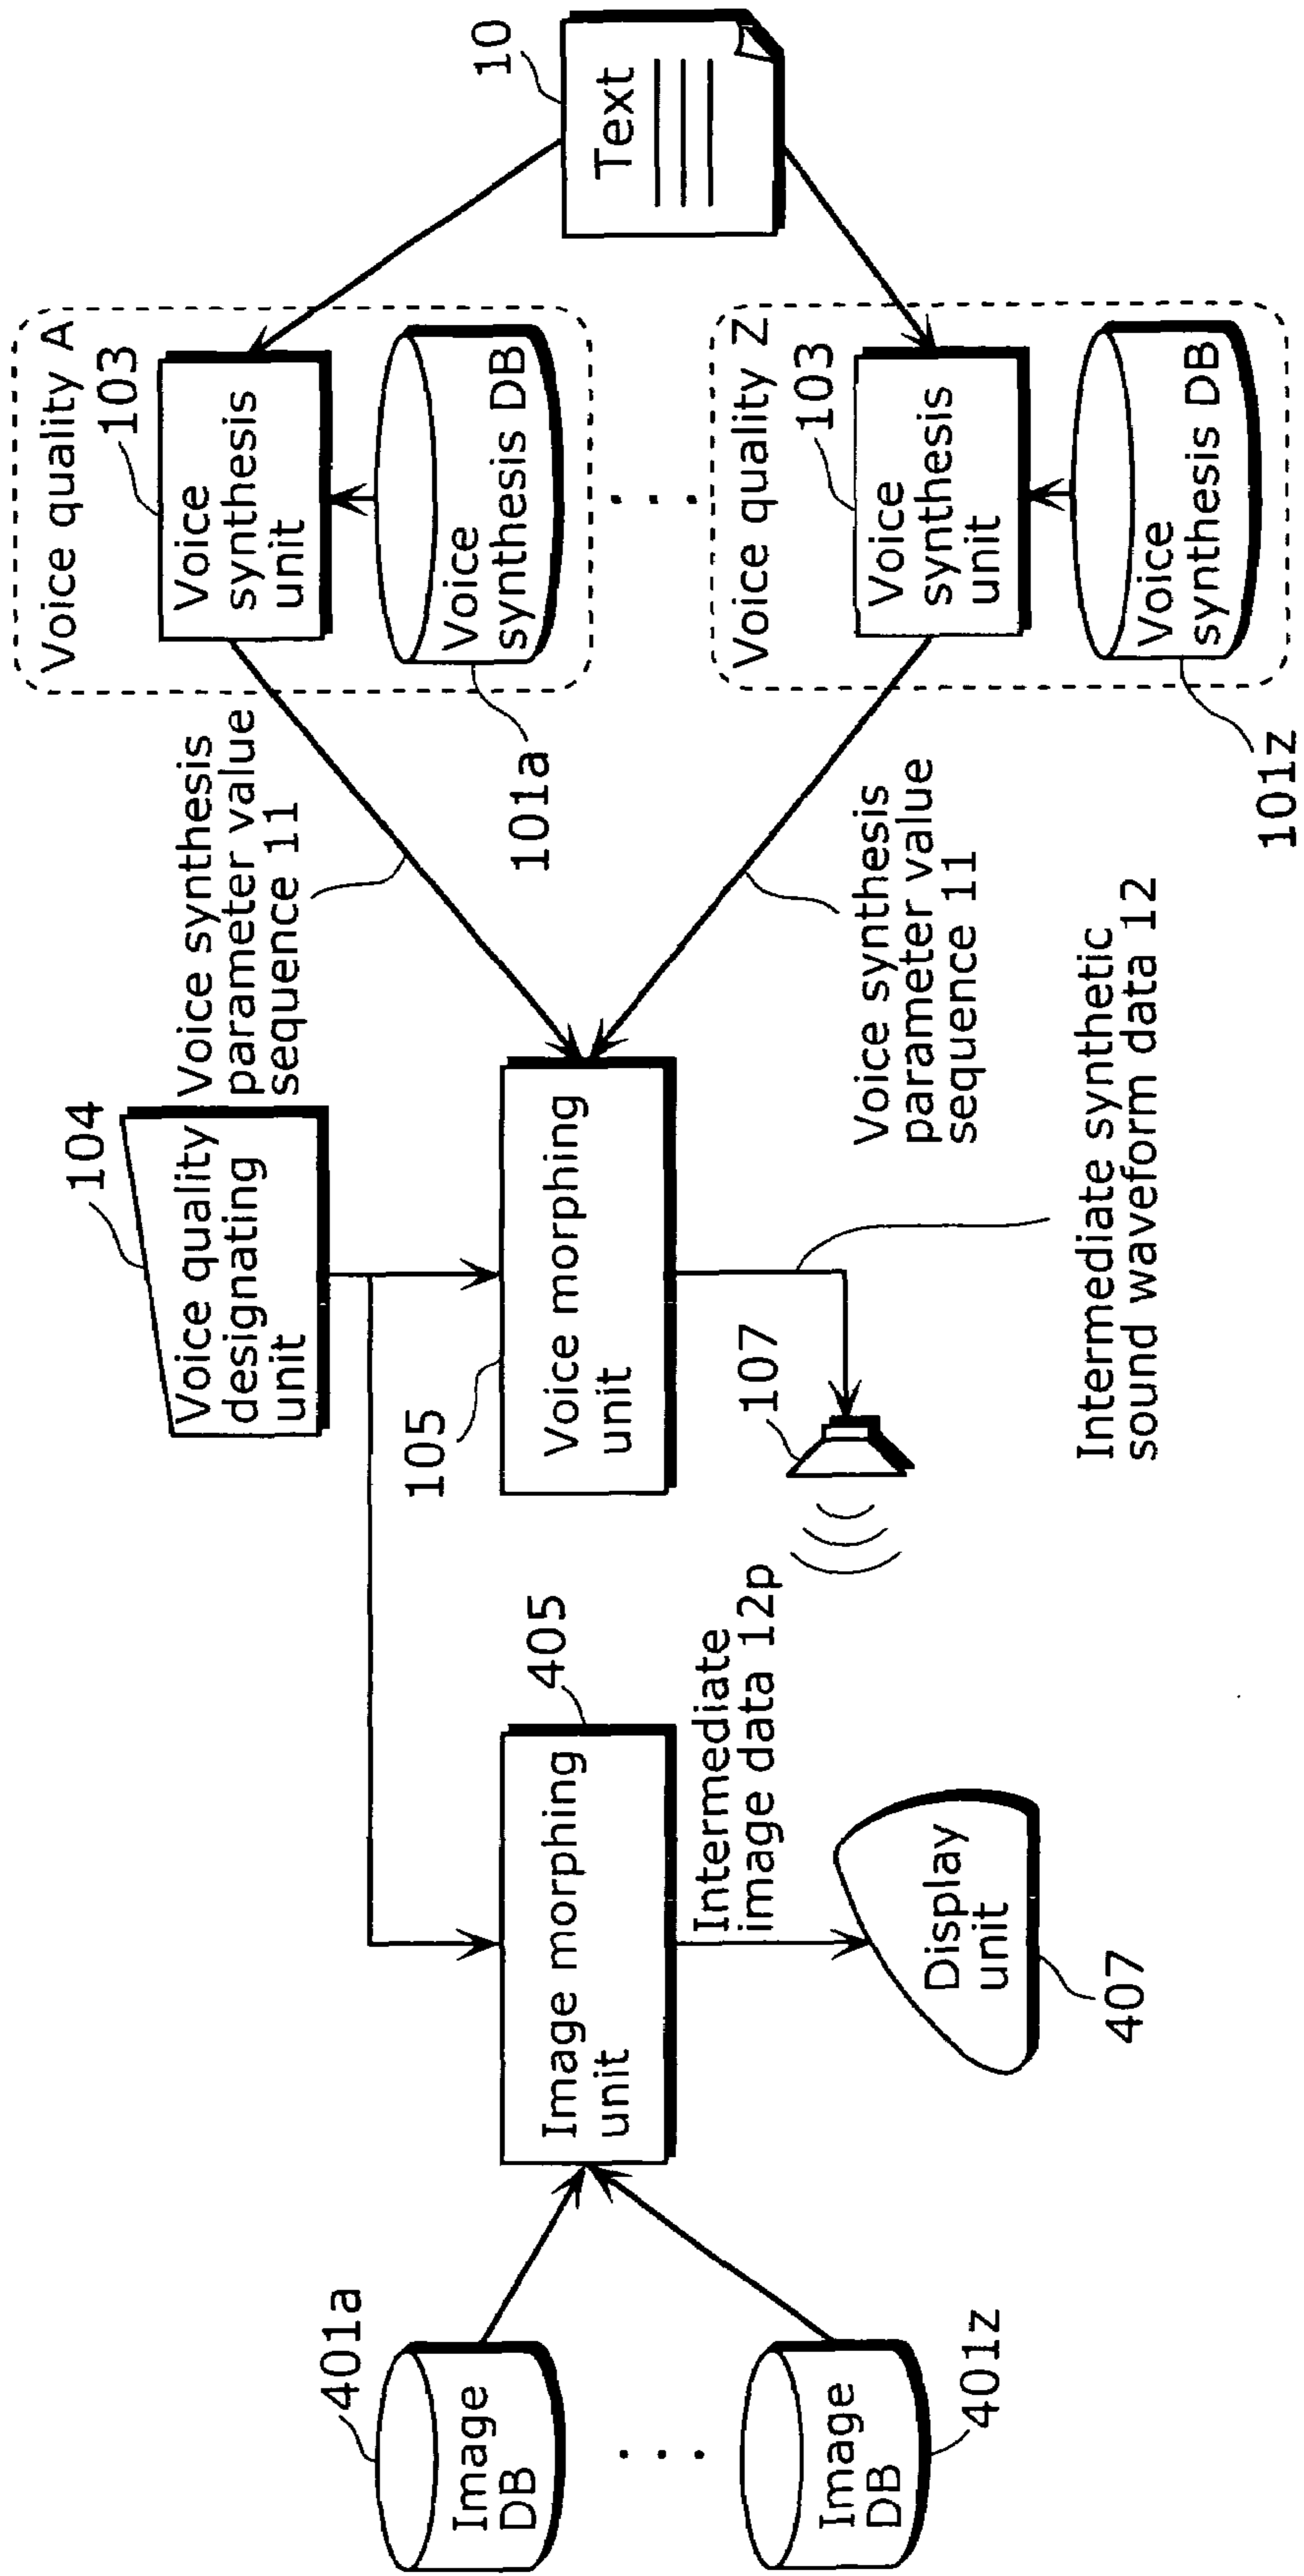 401a
Image
DB
401z
Image
DB
Image morphing
unit
405
Intermediate
image data 12p
Display
unit
407
104
Voice quality
designating
unit
105
Voice morphing
unit
107
Intermediate synthetic
sound waveform data 12
Voice synthesis
parameter value
sequence 11
Voice synthesis
parameter value
sequence 11
Voice quality A
103
Voice
synthesis
unit
Voice
synthesis DB
101a
Voice quality Z
103
Voice
synthesis
unit
Voice
synthesis DB
101z
10
Text